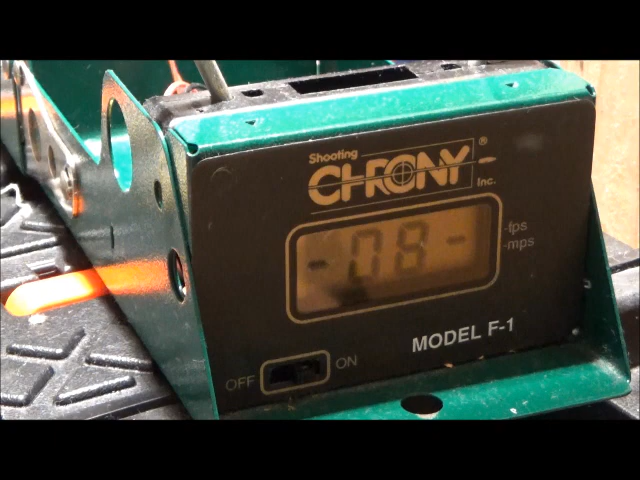 Shooting
CHRONY ®
Inc.
-08-
-fps
-mps
MODEL F-1
OFF ON